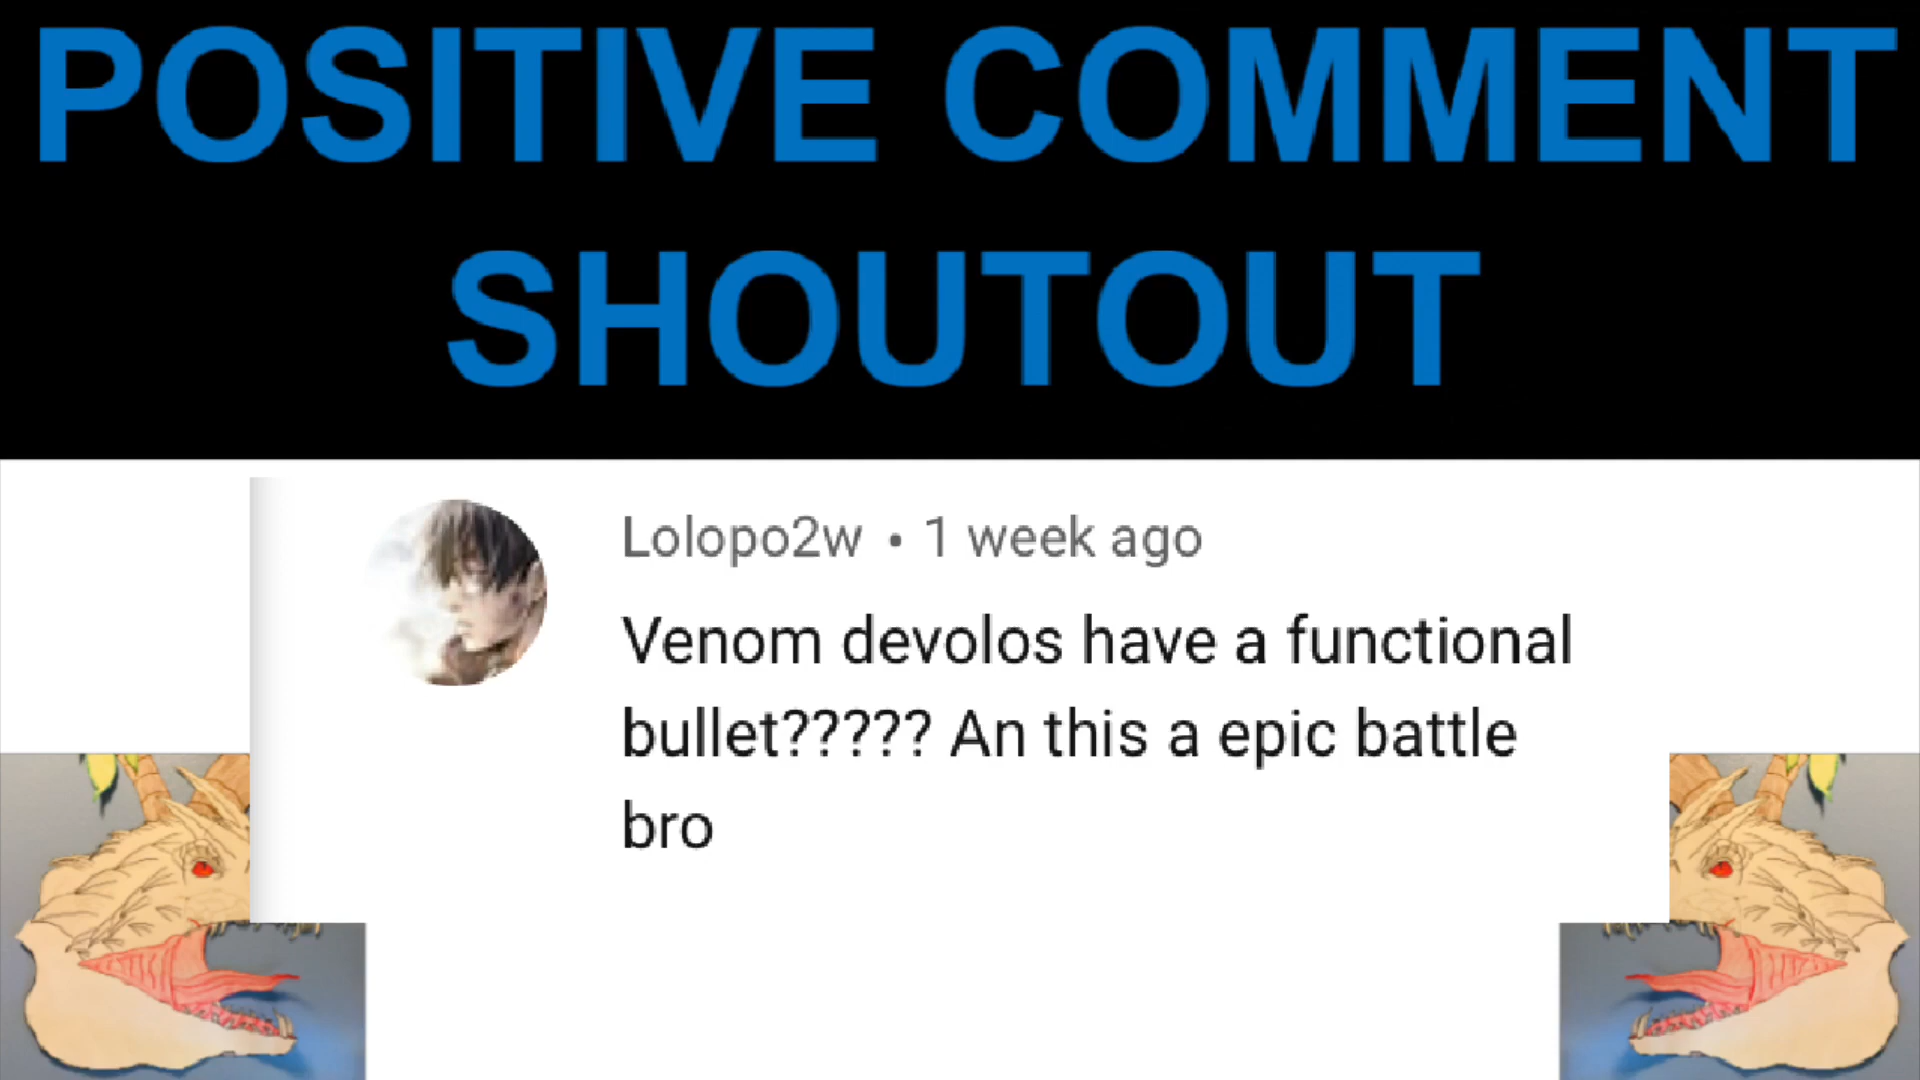 POSITIVE COMMENT
SHOUTOUT
Lolopo2w • 1 week ago
Venom devolos have a functional
bullet????? An this a epic battle
bro